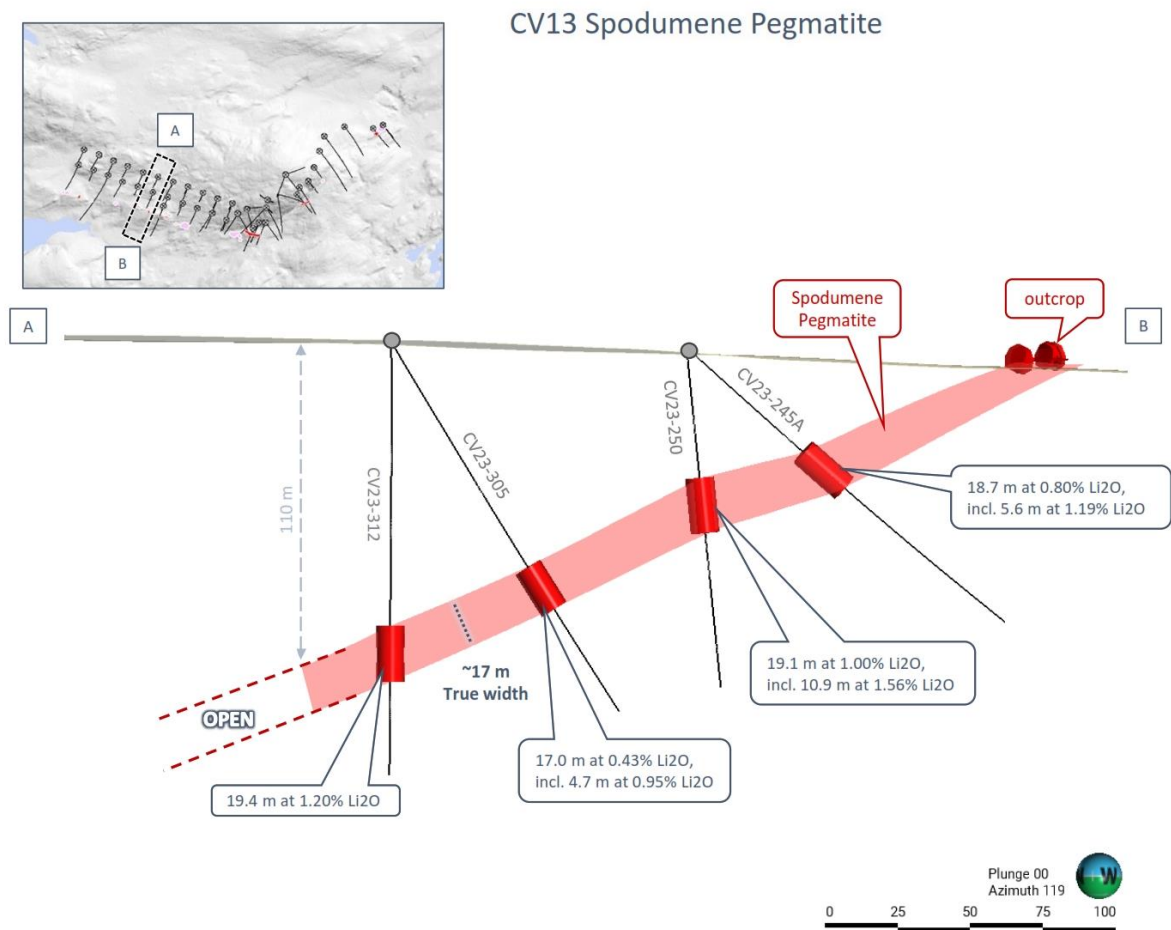 CV13 Spodumene Pegmatite
A
B
A
B
Spodumene
Pegmatite
outcrop
110 m
CV23-312
CV23-305
CV23-250
CV23-245A
18.7 m at 0.80% Li2O,
incl. 5.6 m at 1.19% Li2O
19.1 m at 1.00% Li2O,
incl. 10.9 m at 1.56% Li2O
~17 m
True width
OPEN
17.0 m at 0.43% Li2O,
incl. 4.7 m at 0.95% Li2O
19.4 m at 1.20% Li2O
Plunge 00
Azimuth 119
W
0 25 50 75 100